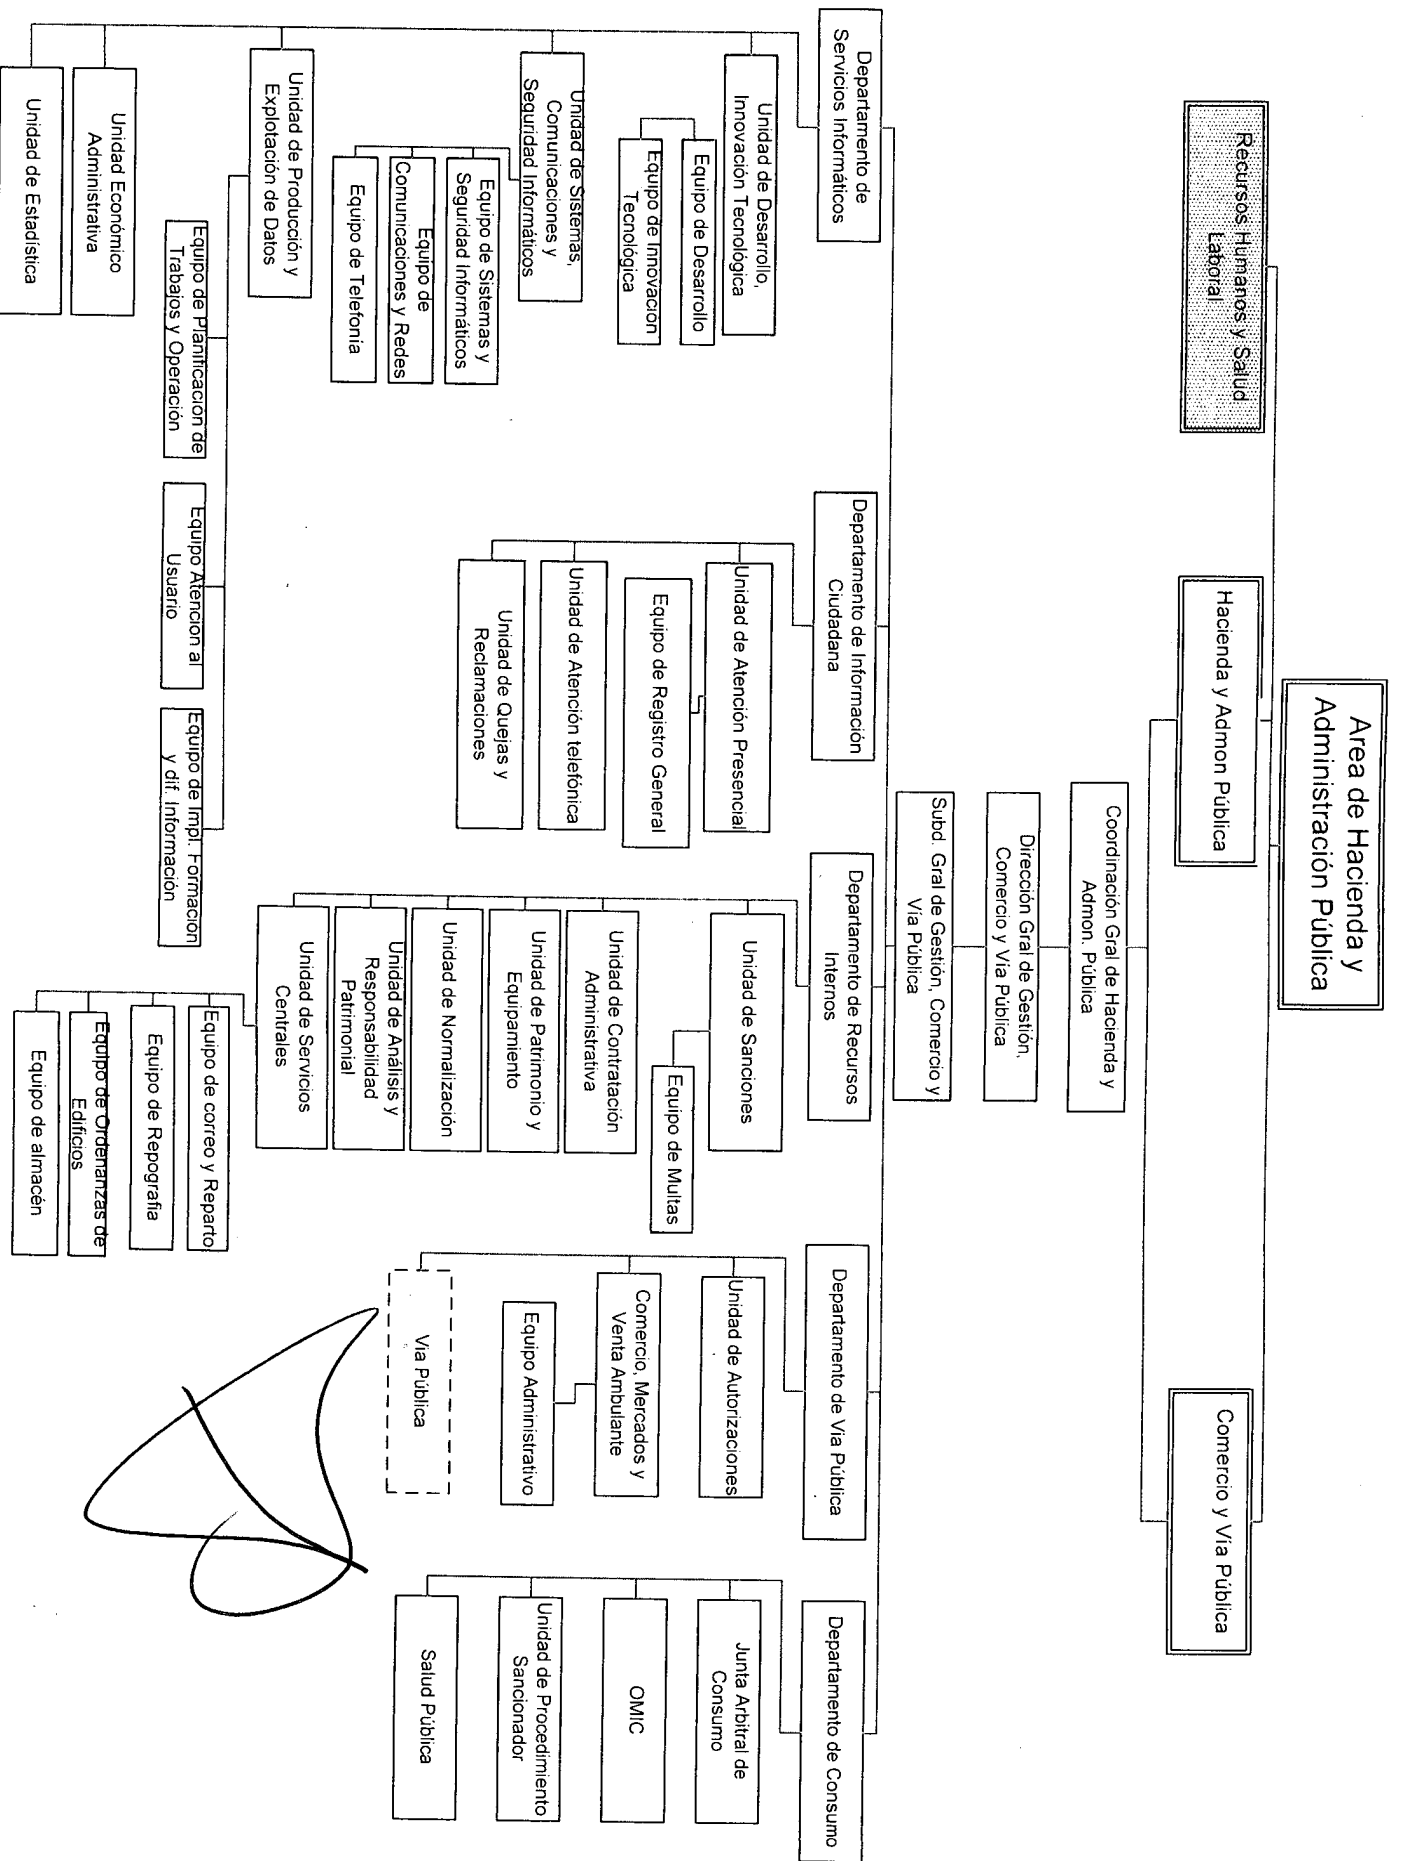 Area de Hacienda y
Administración Pública
Recursos Humanos y Salud
Laboral
Hacienda y Admon Pública
Comercio y Vía Pública
Coordinación Gral de Hacienda y
Admon. Pública
Dirección Gral de Gestión,
Comercio y Via Pública
Subd. Gral de Gestión, Comercio y
Vía Pública
Departamento de
Servicios Informáticos
Unidad de Desarrollo,
Innovación Tecnológica
Equipo de Desarrollo
Equipo de Innovación
Tecnológica
Unidad de Sistemas,
Comunicaciones y
Seguridad Informáticos
Equipo de Sistemas y
Seguridad Informáticos
Equipo de
Comunicaciones y Redes
Equipo de Telefonia
Unidad de Producción y
Explotación de Datos
Equipo de Planificación de
Trabajos y Operación
Equipo Atencion al
Usuario
Equipo de Impl. Formacion
y dif. Información
Unidad Económico
Administrativa
Unidad de Estadística
Departamento de Información
Ciudadana
Unidad de Atención Presencial
Equipo de Registro General
Unidad de Atención telefónica
Unidad de Quejas y
Reclamaciones
Departamento de Recursos
Internos
Unidad de Sanciones
Equipo de Multas
Unidad de Contratación
Administrativa
Unidad de Patrimonio y
Equipamiento
Unidad de Normalización
Unidad de Análisis y
Responsabilidad
Patrimonial
Unidad de Servicios
Centrales
Equipo de correo y Reparto
Equipo de Repografia
Equipo de Ordenanzas de
Edificios
Equipo de almacén
Departamento de Via Pública
Unidad de Autorizaciones
Comercio, Mercados y
Venta Ambulante
Equipo Administrativo
Via Pública
Departamento de Consumo
Junta Arbitral de
Consumo
OMIC
Unidad de Procedimiento
Sancionador
Salud Pública